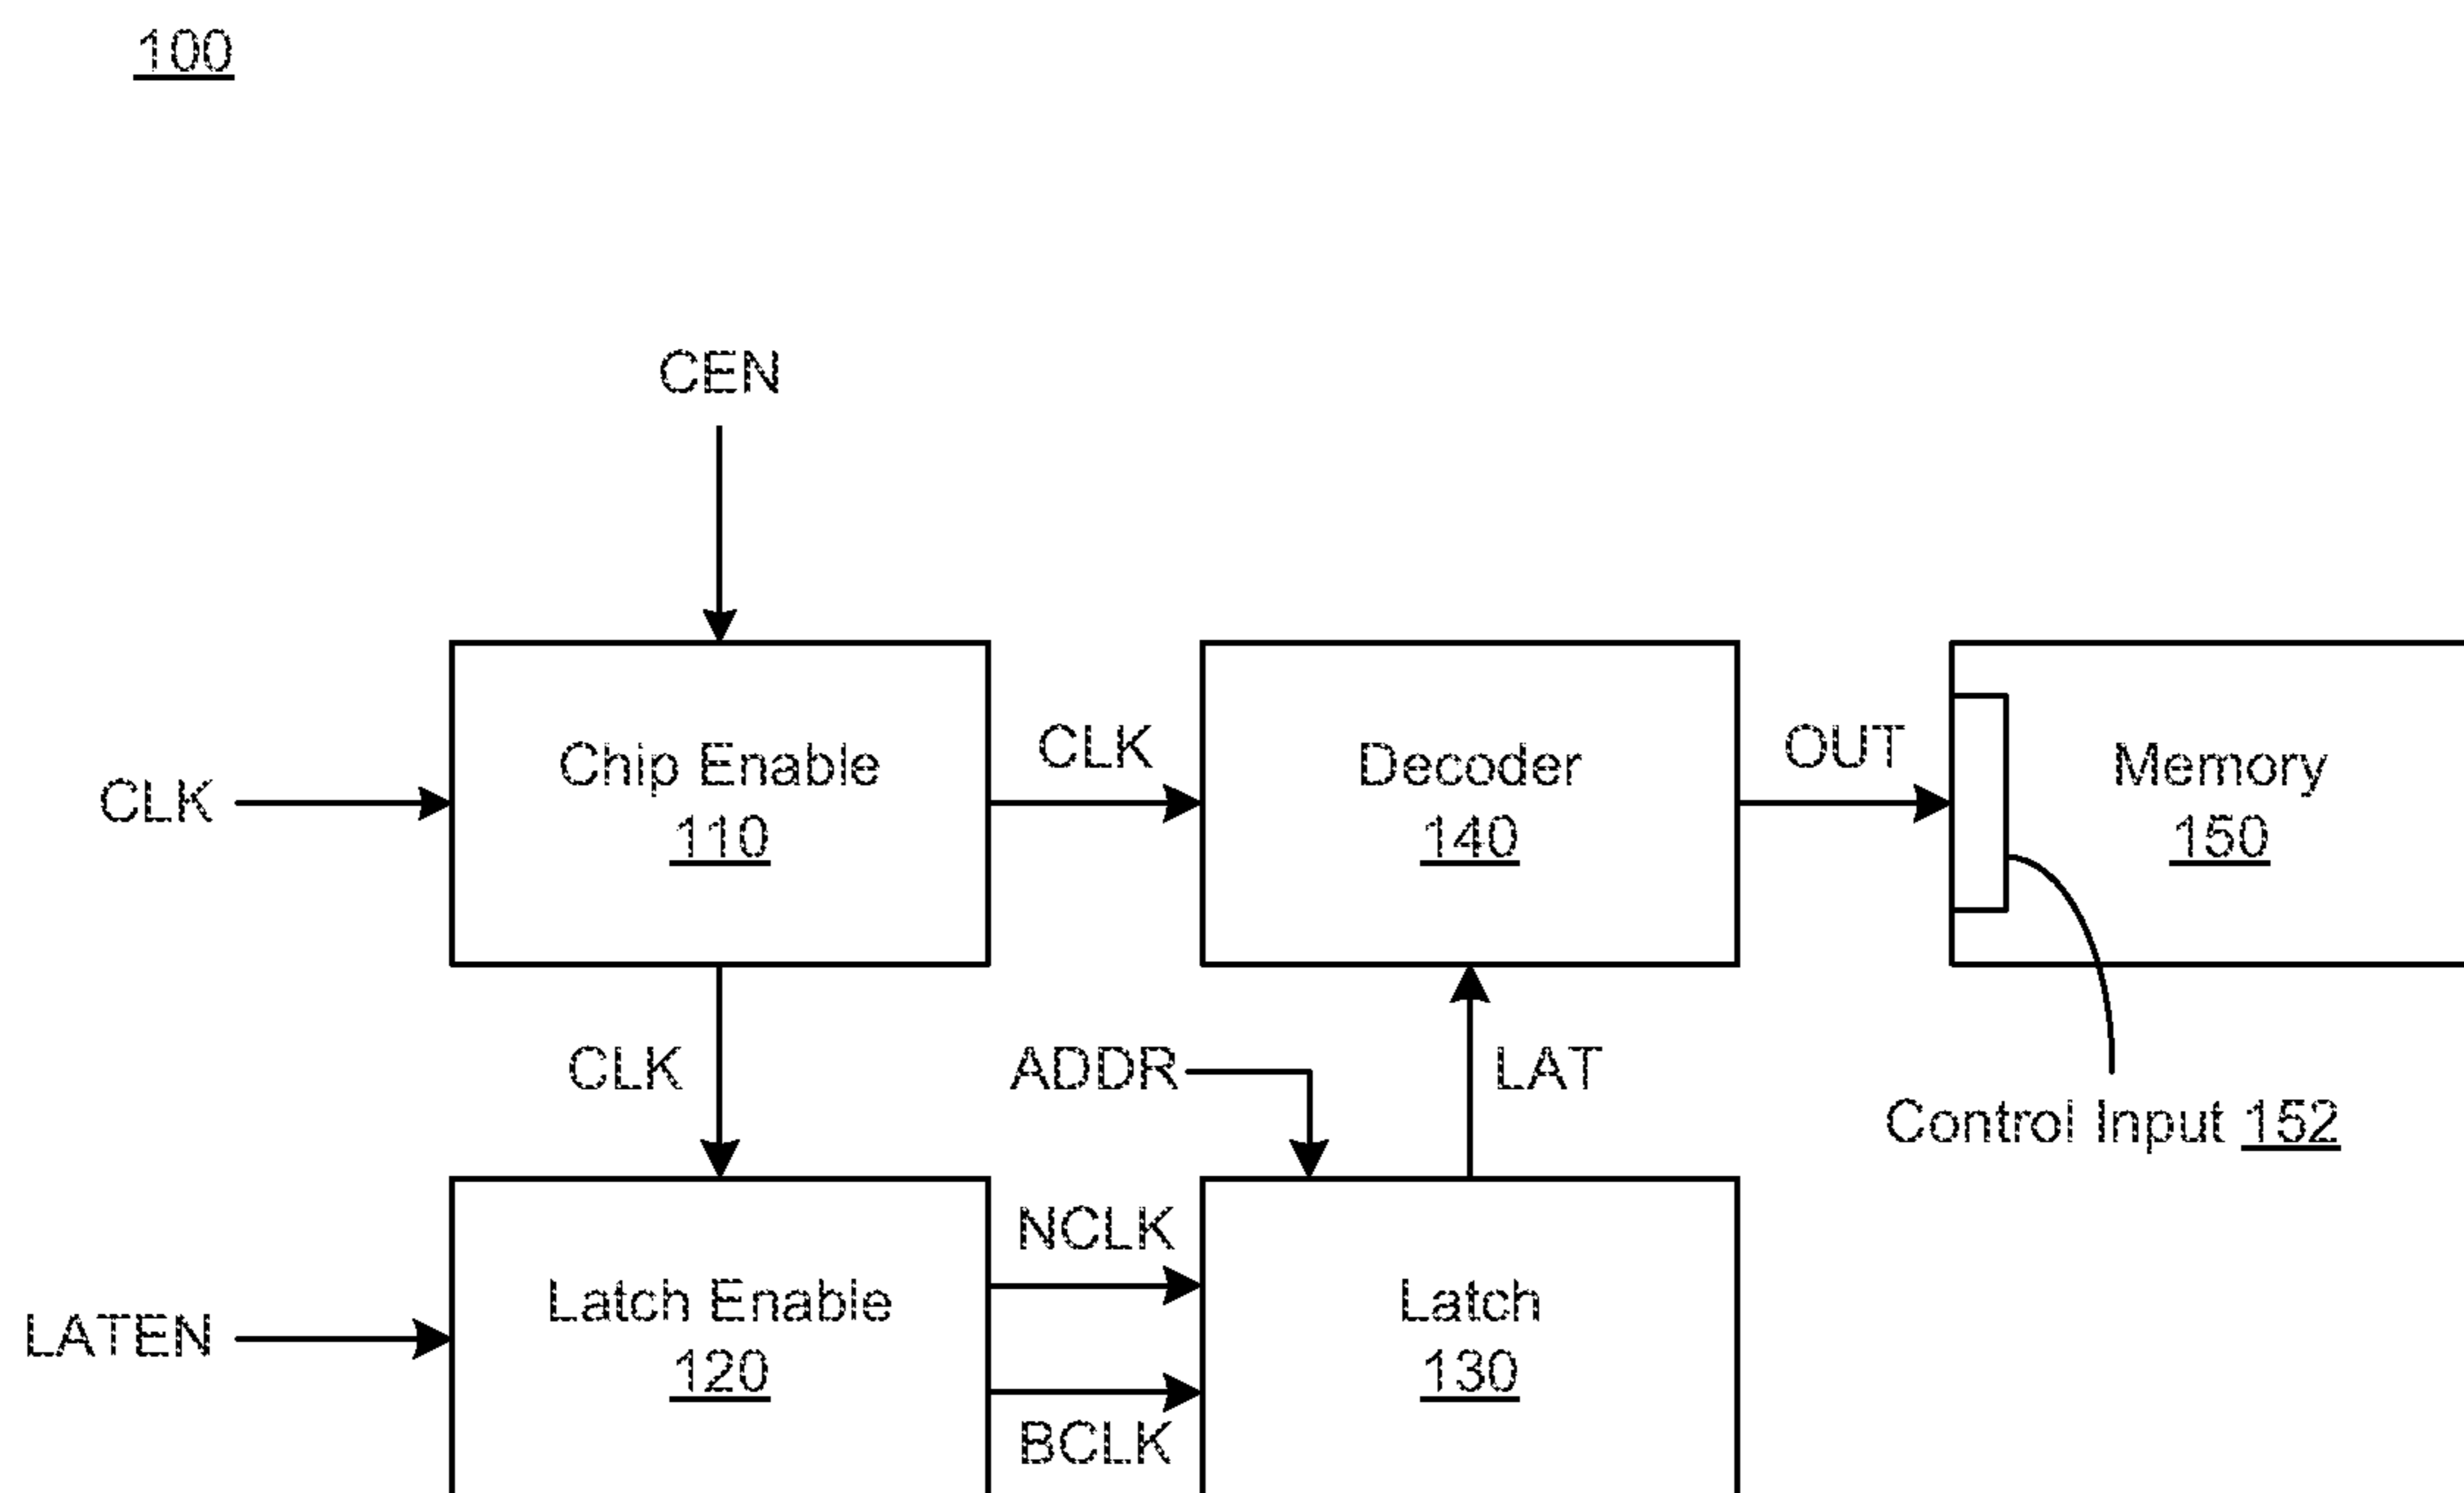 100
CEN
CLK
Chip Enable
110
CLK
Decoder
140
OUT
Memory
150
CLK
ADDR
LAT
Control Input 152
LATEN
Latch Enable
120
NCLK
BCLK
Latch
130